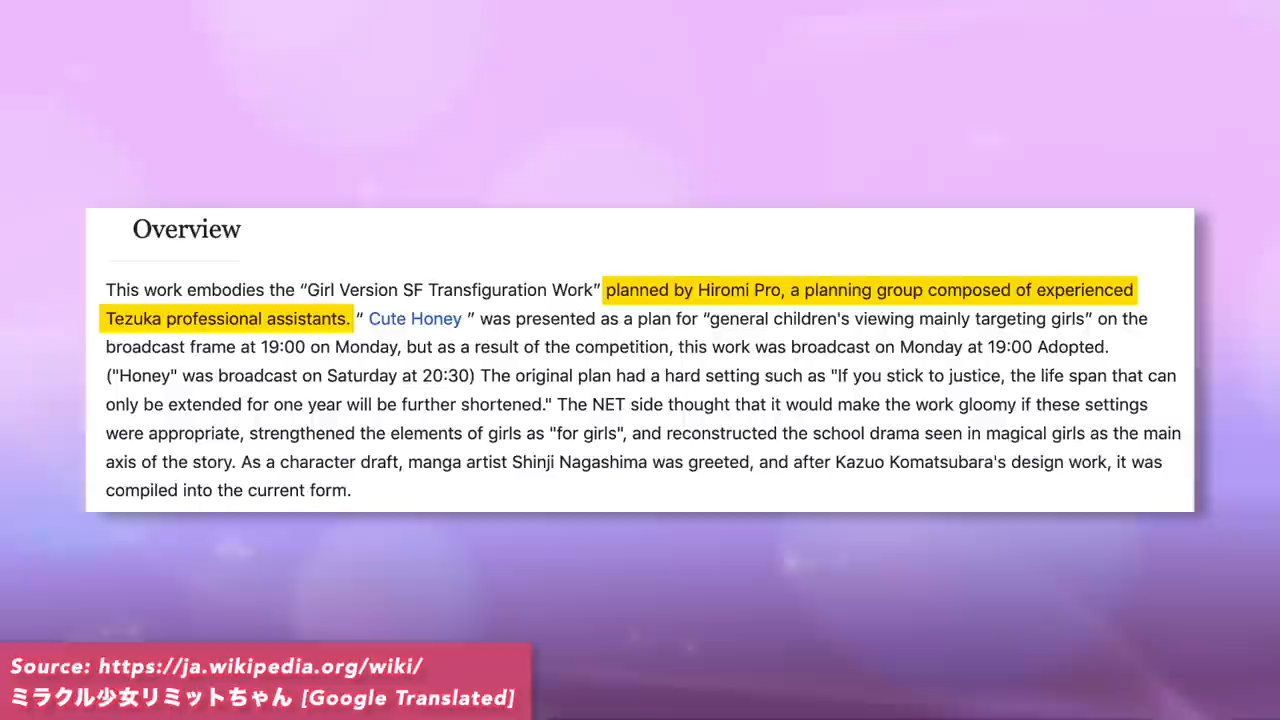 Overview
This work embodies the “Girl Version SF Transfiguration Work” planned by Hiromi Pro, a planning group composed of experienced
Tezuka professional assistants. “ Cute Honey ” was presented as a plan for “general children's viewing mainly targeting girls” on the
broadcast frame at 19:00 on Monday, but as a result of the competition, this work was broadcast on Monday at 19:00 Adopted.
("Honey" was broadcast on Saturday at 20:30) The original plan had a hard setting such as "If you stick to justice, the life span that can
only be extended for one year will be further shortened." The NET side thought that it would make the work gloomy if these settings
were appropriate, strengthened the elements of girls as "for girls", and reconstructed the school drama seen in magical girls as the main
axis of the story. As a character draft, manga artist Shinji Nagashima was greeted, and after Kazuo Komatsubara's design work, it was
compiled into the current form.
Source: https://ja.wikipedia.org/wiki/
ミラクル少女リミットちゃん [Google Translated]